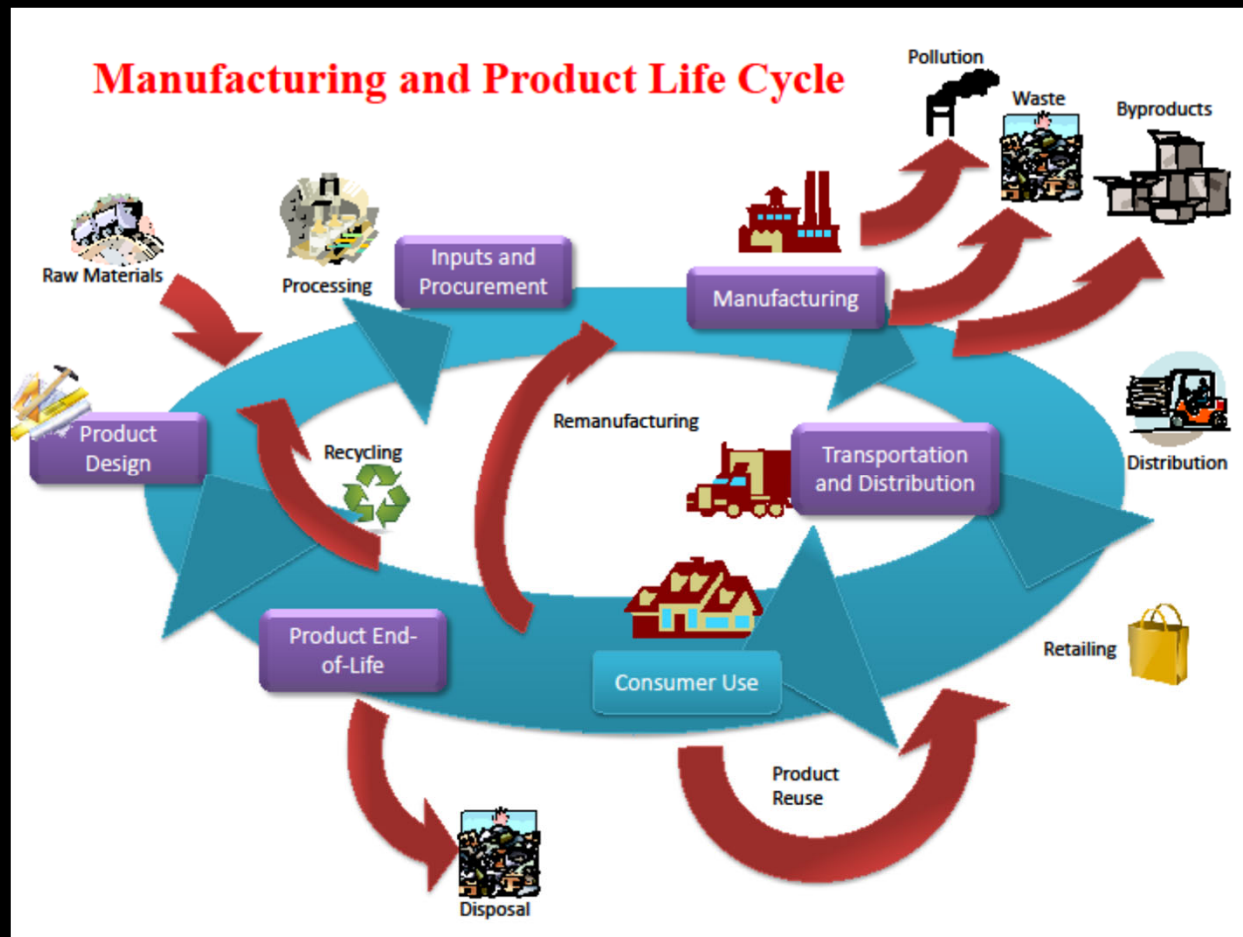 Manufacturing and Product Life Cycle
Pollution
Waste
Byproducts
Raw Materials
Processing
Inputs and
Procurement
Manufacturing
Product
Design
Recycling
Remanufacturing
Transportation
and Distribution
Distribution
Product End-
of-Life
Consumer Use
Retailing
Product
Reuse
Disposal